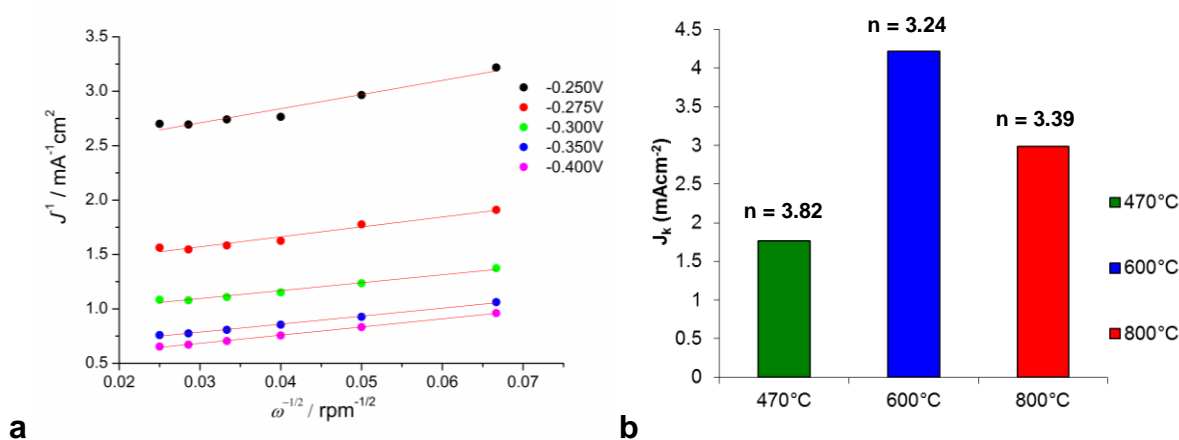 3.5
3.0
2.5
2.0
1.5
1.0
0.5
0.02 0.03 0.04 0.05 0.06 0.07
J⁻¹ / mA⁻¹cm²
ω⁻¹/² / rpm⁻¹/²
-0.250V
-0.275V
-0.300V
-0.350V
-0.400V
a
4.5
4
3.5
3
2.5
2
1.5
1
0.5
0
Jₖ (mAcm⁻²)
n = 3.82
n = 3.24
n = 3.39
470°C 600°C 800°C
470°C
600°C
800°C
b